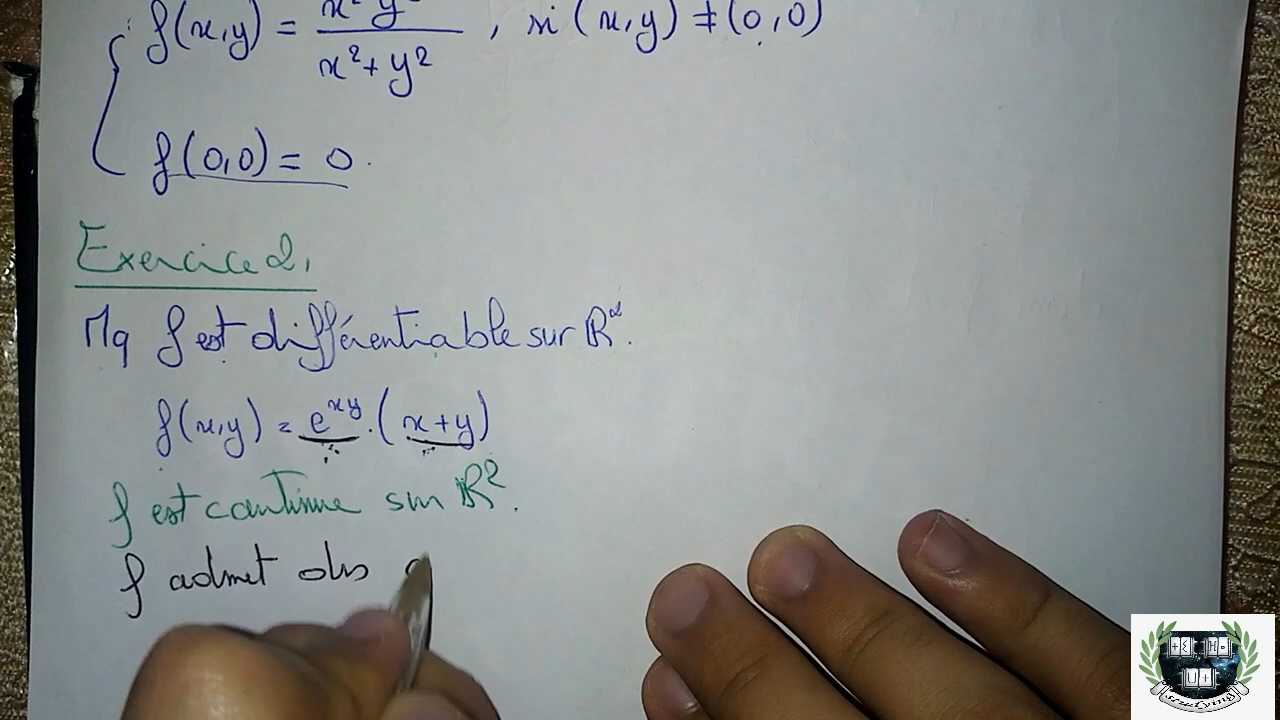 f(x,y) = x² y² / x² + y² , si (x,y) ≠ (0,0)
f(0,0) = 0.
Exercice 2,
Mq f est différentiable sur ℝ².
f(x,y) = e^{xy} . (x+y)
f est continue sur ℝ².
f admet des